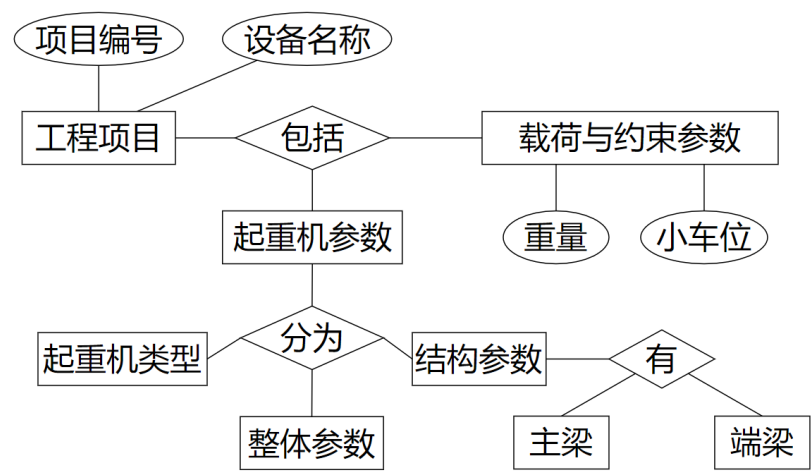 项目编号
设备名称
工程项目
包括
载荷与约束参数
起重机参数
重量
小车位
起重机类型
分为
结构参数
有
整体参数
主梁
端梁